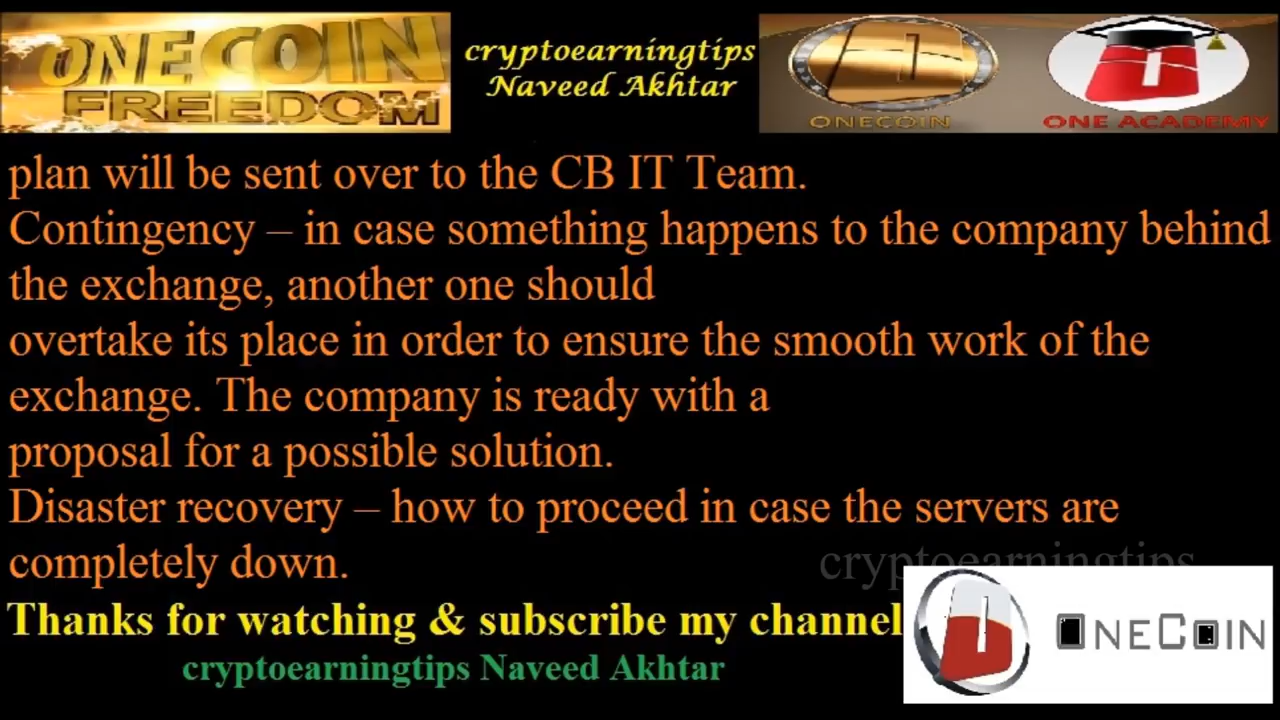 ONECOIN
FREEDOM
cryptoearningtips
Naveed Akhtar
ONECOIN
ONE ACADEMY
plan will be sent over to the CB IT Team.
Contingency – in case something happens to the company behind
the exchange, another one should
overtake its place in order to ensure the smooth work of the
exchange. The company is ready with a
proposal for a possible solution.
Disaster recovery – how to proceed in case the servers are
completely down.
cryptoearningtips
Thanks for watching & subscribe my channel
cryptoearningtips Naveed Akhtar
ONECOIN